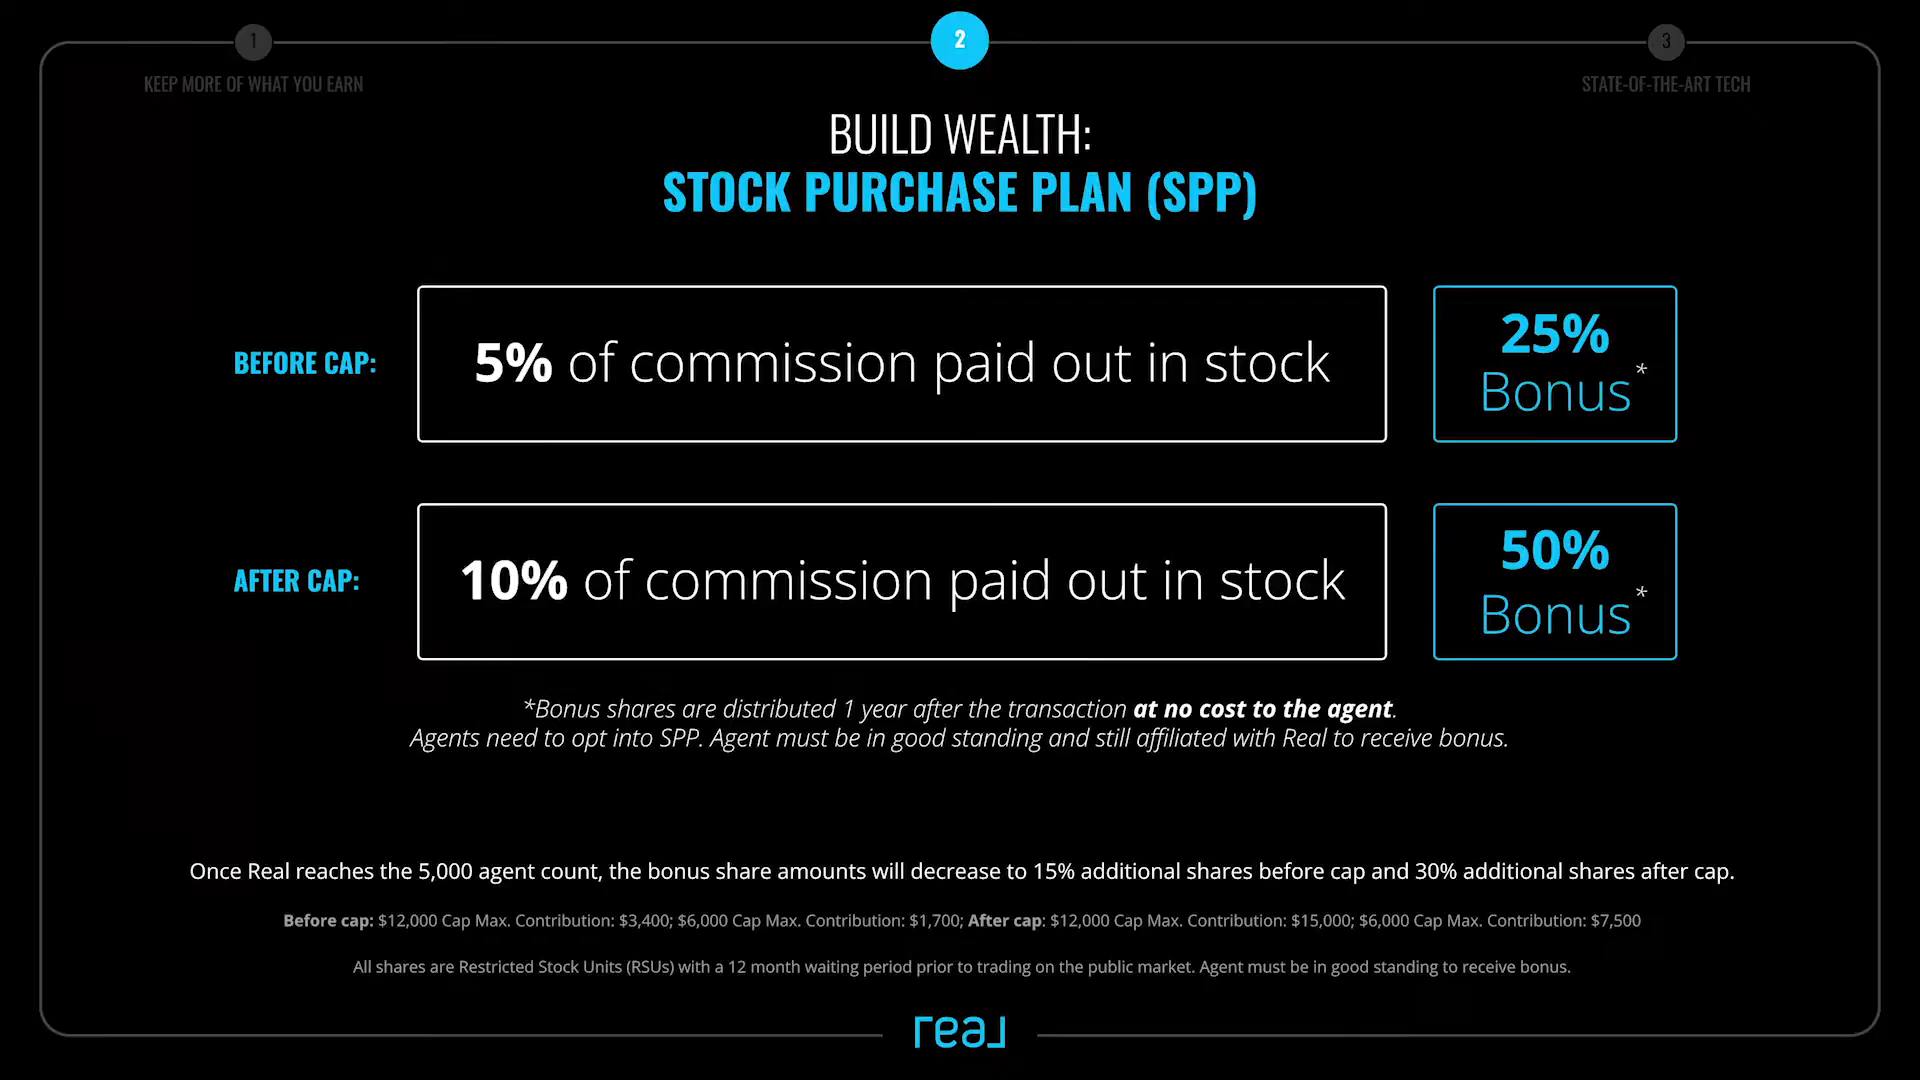 1
2
3
KEEP MORE OF WHAT YOU EARN
STATE-OF-THE-ART TECH
BUILD WEALTH:
STOCK PURCHASE PLAN (SPP)
BEFORE CAP:
5% of commission paid out in stock
25%
Bonus*
AFTER CAP:
10% of commission paid out in stock
50%
Bonus*
*Bonus shares are distributed 1 year after the transaction at no cost to the agent.
Agents need to opt into SPP. Agent must be in good standing and still affiliated with Real to receive bonus.
Once Real reaches the 5,000 agent count, the bonus share amounts will decrease to 15% additional shares before cap and 30% additional shares after cap.
Before cap: $12,000 Cap Max. Contribution: $3,400; $6,000 Cap Max. Contribution: $1,700; After cap: $12,000 Cap Max. Contribution: $15,000; $6,000 Cap Max. Contribution: $7,500
All shares are Restricted Stock Units (RSUs) with a 12 month waiting period prior to trading on the public market. Agent must be in good standing to receive bonus.
real